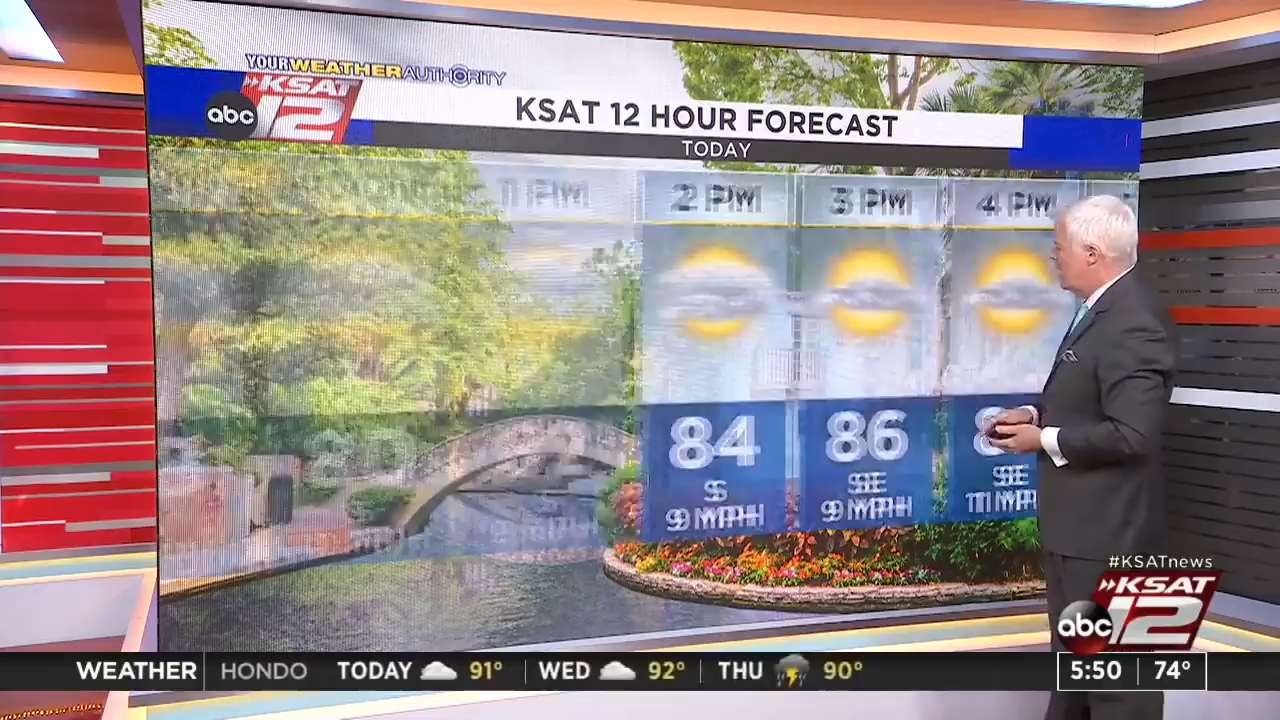 YOUR WEATHER AUTHORITY
KSAT
abc 12
KSAT 12 HOUR FORECAST
TODAY
1 PM 2 PM 3 PM 4 PM
84 86
S SE SE
9 MPH 9 MPH 11 MPH
#KSATnews
KSAT
abc 12
WEATHER HONDO TODAY 91° WED 92° THU 90°
5:50 74°